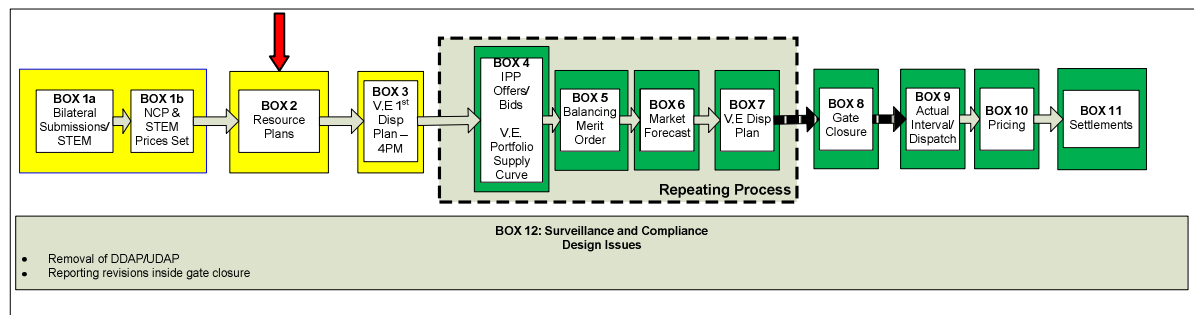 BOX 1a
Bilateral
Submissions/
STEM
BOX 1b
NCP &
STEM
Prices Set
BOX 2
Resource
Plans
BOX 3
V.E 1st
Disp
Plan –
4PM
BOX 4
IPP
Offers/
Bids
V.E.
Portfolio
Supply
Curve
BOX 5
Balancing
Merit
Order
BOX 6
Market
Forecast
BOX 7
V.E Disp
Plan
Repeating Process
BOX 8
Gate
Closure
BOX 9
Actual
Interval/
Dispatch
BOX 10
Pricing
BOX 11
Settlements
BOX 12: Surveillance and Compliance
Design Issues
● Removal of DDAP/UDAP
● Reporting revisions inside gate closure